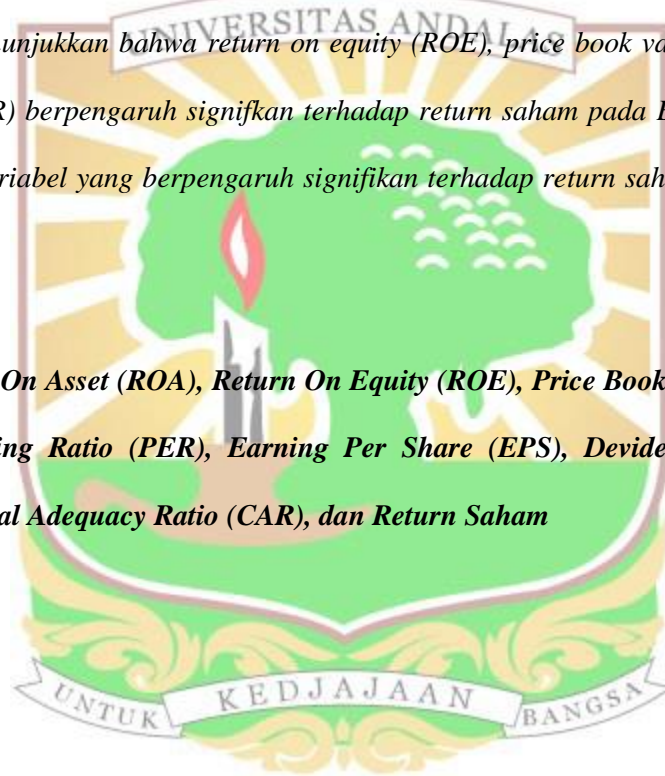 UNIVERSITAS ANDALAS
unjukkan bahwa return on equity (ROE), price book va
R) berpengaruh signifkan terhadap return saham pada
riabel yang berpengaruh signifikan terhadap return sah
On Asset (ROA), Return On Equity (ROE), Price Book
ing Ratio (PER), Earning Per Share (EPS), Devide
al Adequacy Ratio (CAR), dan Return Saham
UNTUK KEDJAJAAN BANGSA